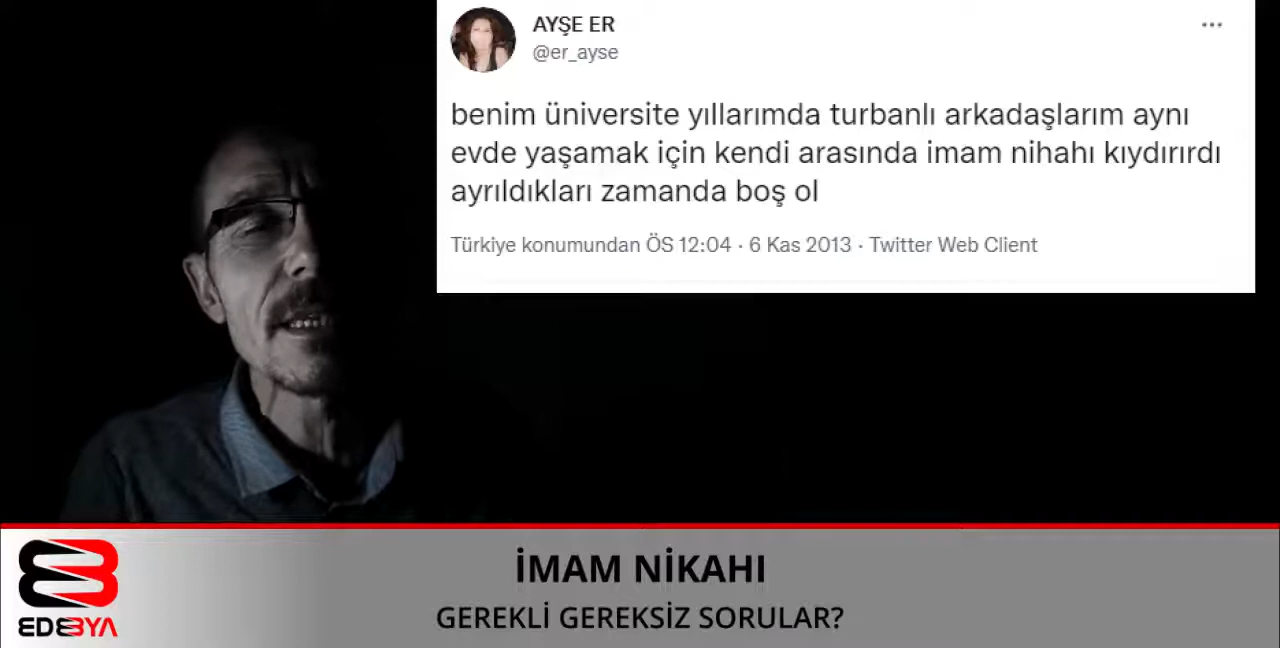 AYŞE ER
@er_ayse
benim üniversite yıllarımda turbanlı arkadaşlarım aynı
evde yaşamak için kendi arasında imam nihahı kıydırırdı
ayrıldıkları zamanda boş ol
Türkiye konumundan ÖS 12:04 · 6 Kas 2013 · Twitter Web Client
İMAM NİKAHI
GEREKLİ GEREKSİZ SORULAR?
EDEBYA